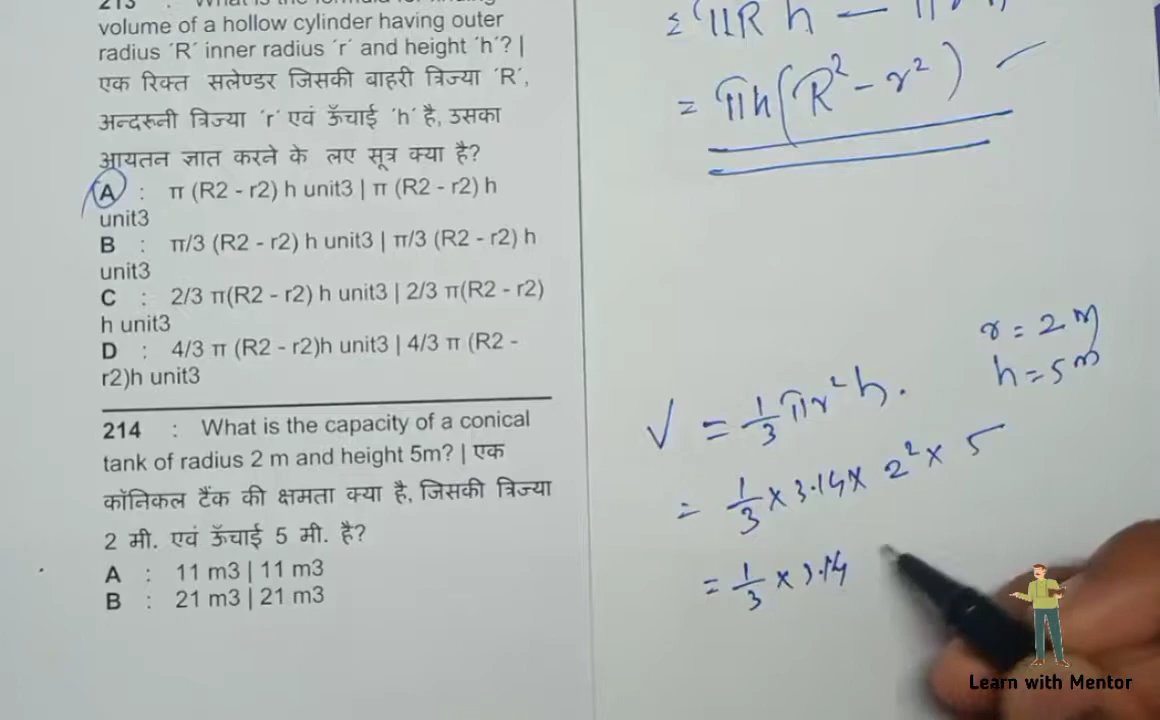 volume of a hollow cylinder having outer
radius ´R´ inner radius ´r´ and height ´h´? |
एक रिक्त सलेण्डर जिसकी बाहरी त्रिज्या ´R´,
अन्दरूनी त्रिज्या ´r´ एवं ऊँचाई ´h´ है, उसका
आयतन ज्ञात करने के लए सूत्र क्या है?
A : π (R2 - r2) h unit3 | π (R2 - r2) h
unit3
B : π/3 (R2 - r2) h unit3 | π/3 (R2 - r2) h
unit3
C : 2/3 π(R2 - r2) h unit3 | 2/3 π(R2 - r2)
h unit3
D : 4/3 π (R2 - r2)h unit3 | 4/3 π (R2 -
r2)h unit3
214 : What is the capacity of a conical
tank of radius 2 m and height 5m? | एक
कॉनिकल टैंक की क्षमता क्या है, जिसकी त्रिज्या
2 मी. एवं ऊँचाई 5 मी. है?
A : 11 m3 | 11 m3
B : 21 m3 | 21 m3
= πh(R² - r²)
r = 2 m
h = 5 m
V = 1/3 πr²h.
= 1/3 × 3.14 × 2² × 5
= 1/3 × 3.14
Learn with Mentor